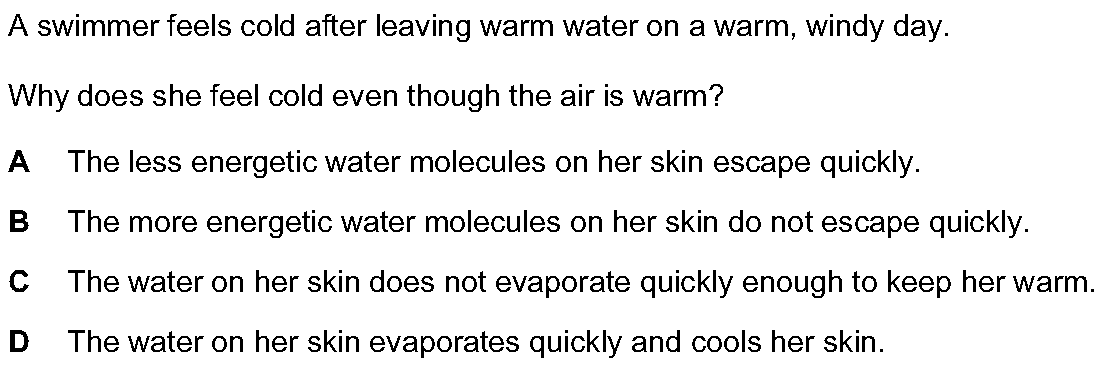 A swimmer feels cold after leaving warm water on a warm, windy day.
Why does she feel cold even though the air is warm?
A The less energetic water molecules on her skin escape quickly.
B The more energetic water molecules on her skin do not escape quickly.
C The water on her skin does not evaporate quickly enough to keep her warm.
D The water on her skin evaporates quickly and cools her skin.